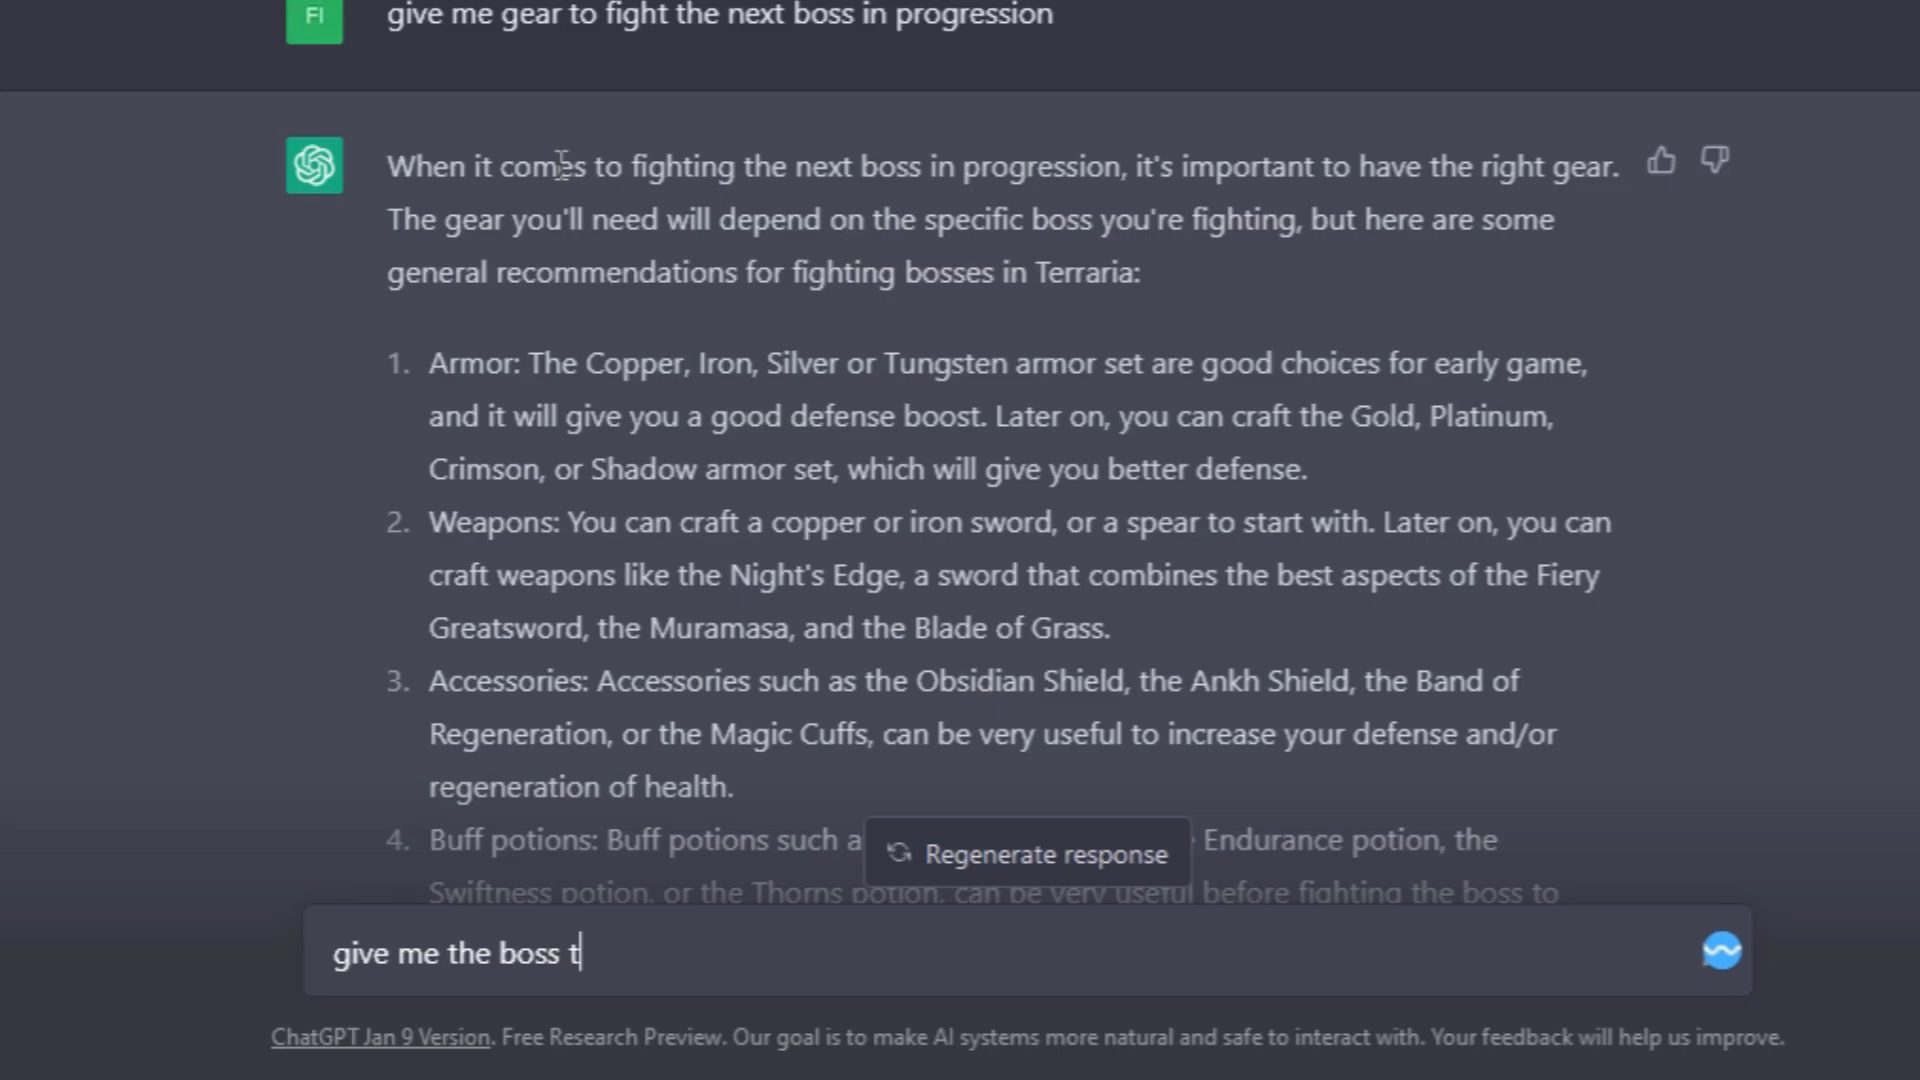 FI
give me gear to fight the next boss in progression
When it comes to fighting the next boss in progression, it's important to have the right gear.
The gear you'll need will depend on the specific boss you're fighting, but here are some
general recommendations for fighting bosses in Terraria:
1. Armor: The Copper, Iron, Silver or Tungsten armor set are good choices for early game,
and it will give you a good defense boost. Later on, you can craft the Gold, Platinum,
Crimson, or Shadow armor set, which will give you better defense.
2. Weapons: You can craft a copper or iron sword, or a spear to start with. Later on, you can
craft weapons like the Night's Edge, a sword that combines the best aspects of the Fiery
Greatsword, the Muramasa, and the Blade of Grass.
3. Accessories: Accessories such as the Obsidian Shield, the Ankh Shield, the Band of
Regeneration, or the Magic Cuffs, can be very useful to increase your defense and/or
regeneration of health.
4. Buff potions: Buff potions such a Endurance potion, the
Regenerate response
Swiftness potion, or the Thorns potion, can be very useful before fighting the boss to
give me the boss t
ChatGPT Jan 9 Version. Free Research Preview. Our goal is to make AI systems more natural and safe to interact with. Your feedback will help us improve.